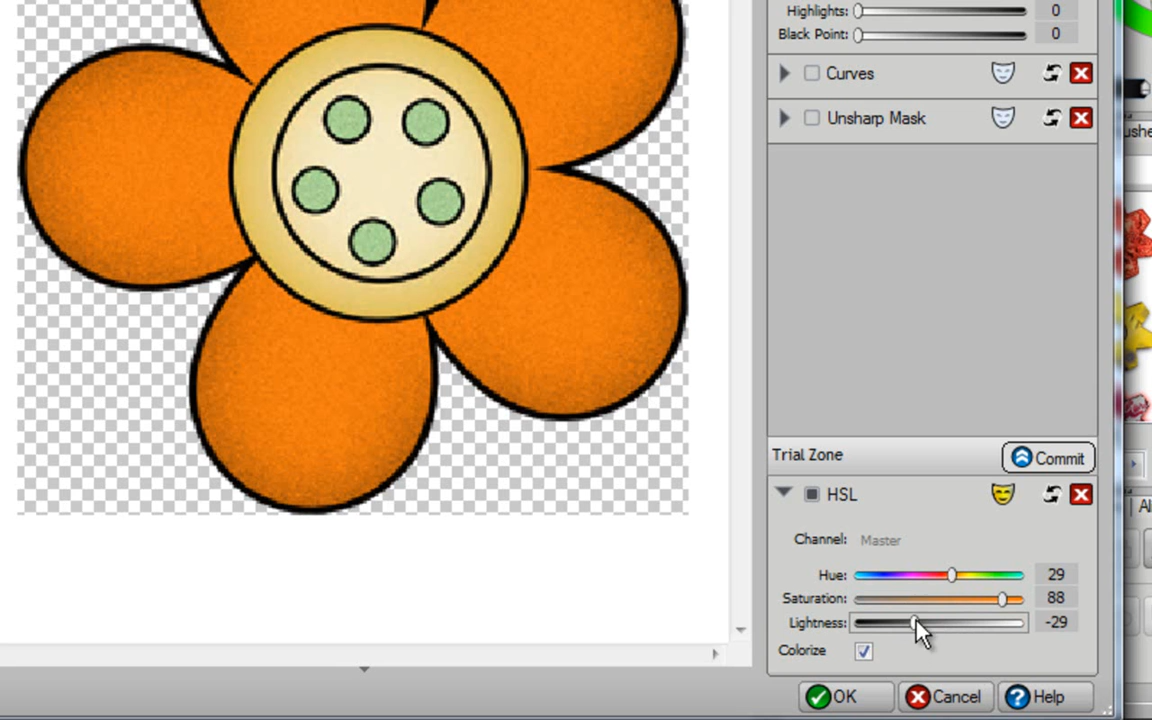 Highlights: 0
Black Point: 0
Curves
Unsharp Mask
Trial Zone Commit
HSL
Channel: Master
Hue: 29
Saturation: 88
Lightness: -29
Colorize
OK Cancel Help